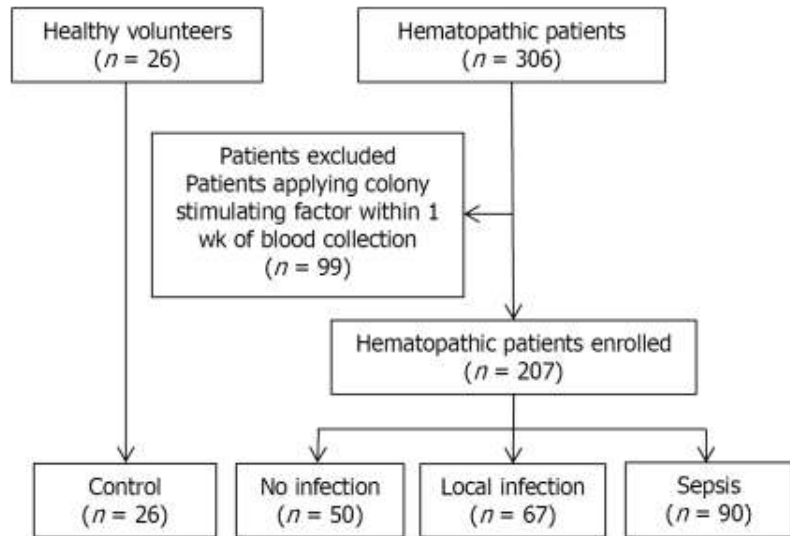 Healthy volunteers
(n = 26)
Hematopathic patients
(n = 306)
Patients excluded
Patients applying colony
stimulating factor within 1
wk of blood collection
(n = 99)
Hematopathic patients enrolled
(n = 207)
Control
(n = 26)
No infection
(n = 50)
Local infection
(n = 67)
Sepsis
(n = 90)